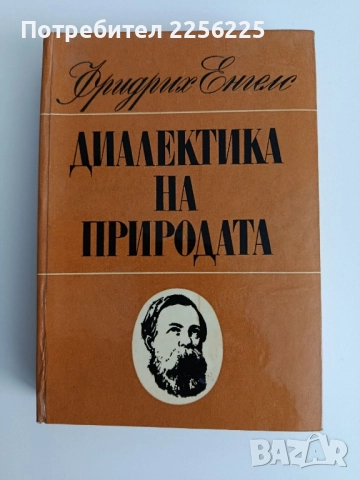 Потребител 2256225
Фридрих Енгелс
ДИАЛЕКТИКА
НА
ПРИРОДАТА
BAZAR